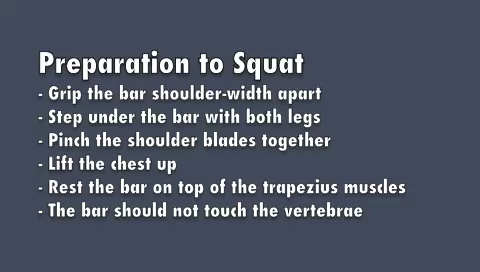 Preparation to Squat
- Grip the bar shoulder-width apart
- Step under the bar with both legs
- Pinch the shoulder blades together
- Lift the chest up
- Rest the bar on top of the trapezius muscles
- The bar should not touch the vertebrae